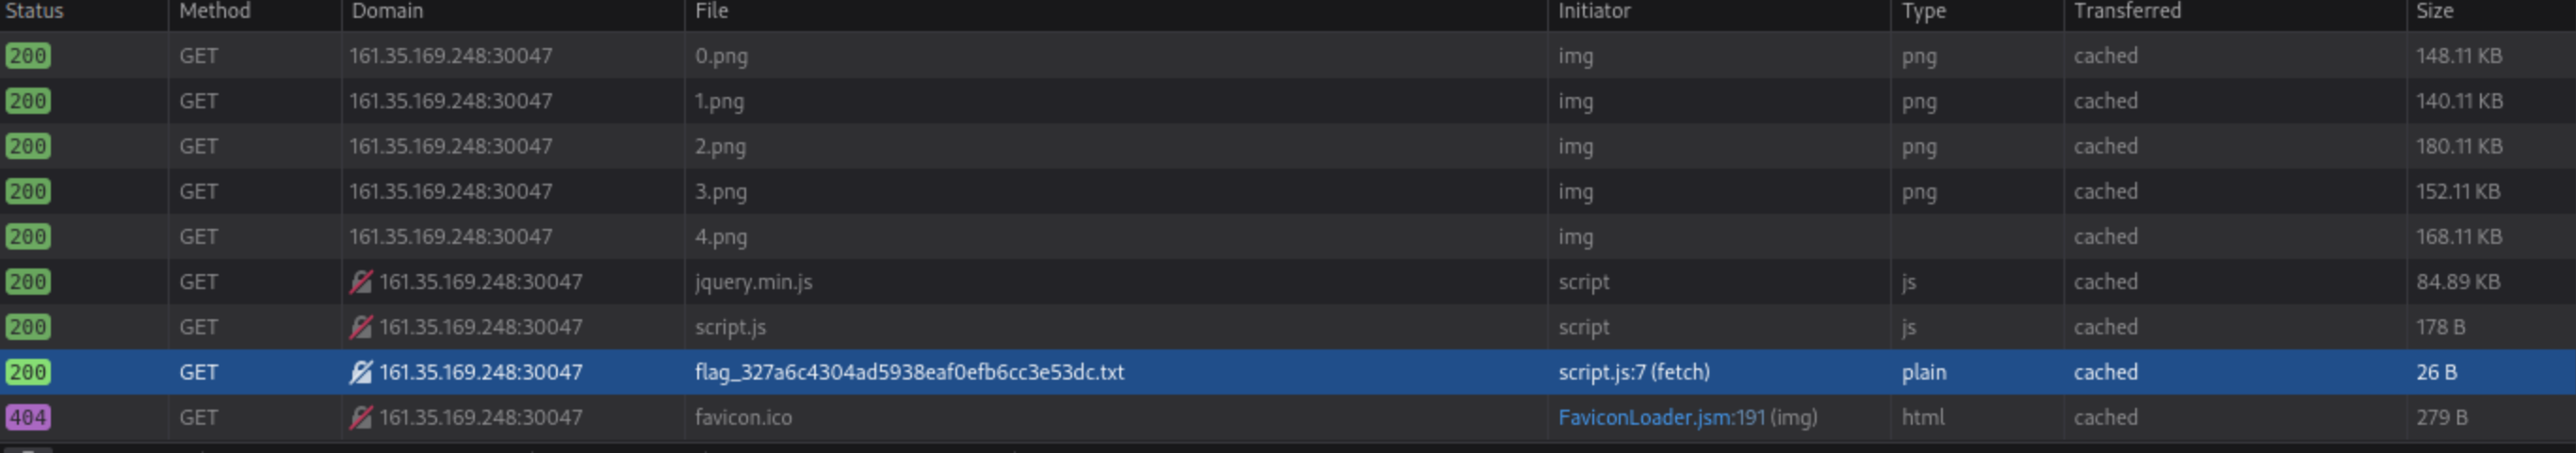 Status Method Domain File Initiator Type Transferred Size
200 GET 161.35.169.248:30047 0.png img png cached 148.11 KB
200 GET 161.35.169.248:30047 1.png img png cached 140.11 KB
200 GET 161.35.169.248:30047 2.png img png cached 180.11 KB
200 GET 161.35.169.248:30047 3.png img png cached 152.11 KB
200 GET 161.35.169.248:30047 4.png img cached 168.11 KB
200 GET 161.35.169.248:30047 jquery.min.js script js cached 84.89 KB
200 GET 161.35.169.248:30047 script.js script js cached 178 B
200 GET 161.35.169.248:30047 flag_327a6c4304ad5938eaf0efb6cc3e53dc.txt script.js:7 (fetch) plain cached 26 B
404 GET 161.35.169.248:30047 favicon.ico FaviconLoader.jsm:191 (img) html cached 279 B